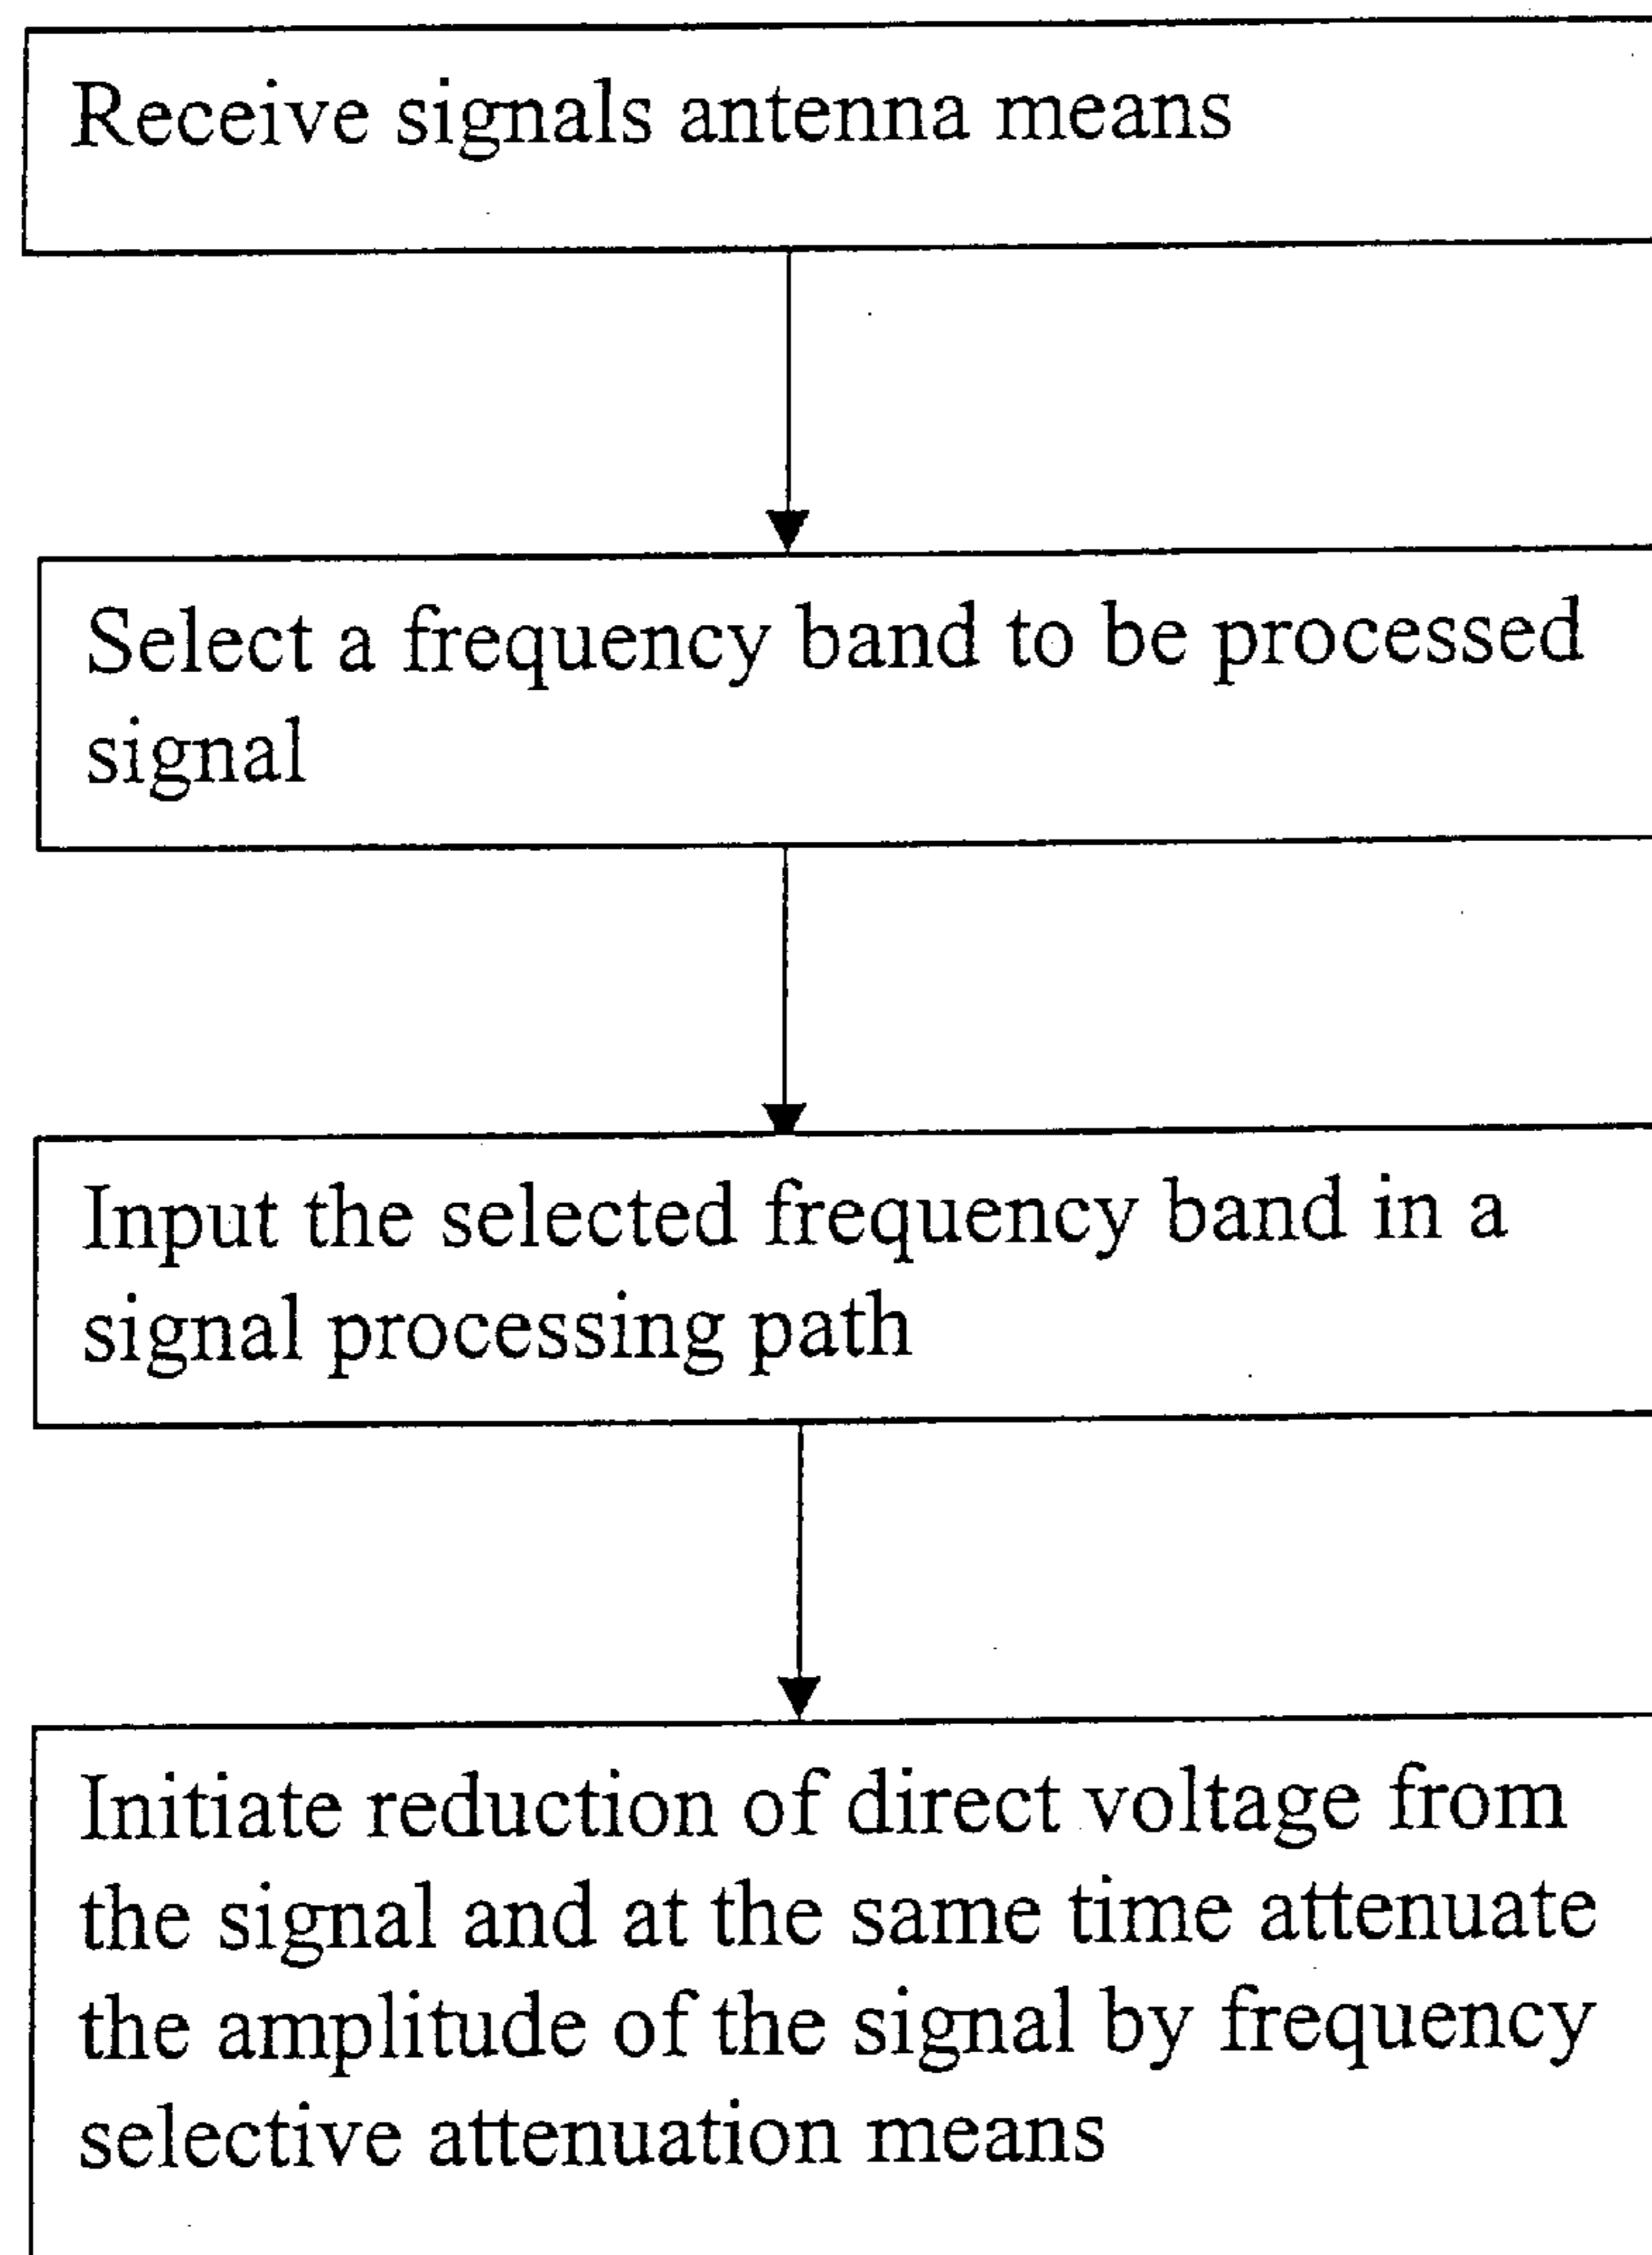 Receive signals antenna means
Select a frequency band to be processed
signal
Input the selected frequency band in a
signal processing path
Initiate reduction of direct voltage from
the signal and at the same time attenuate
the amplitude of the signal by frequency
selective attenuation means